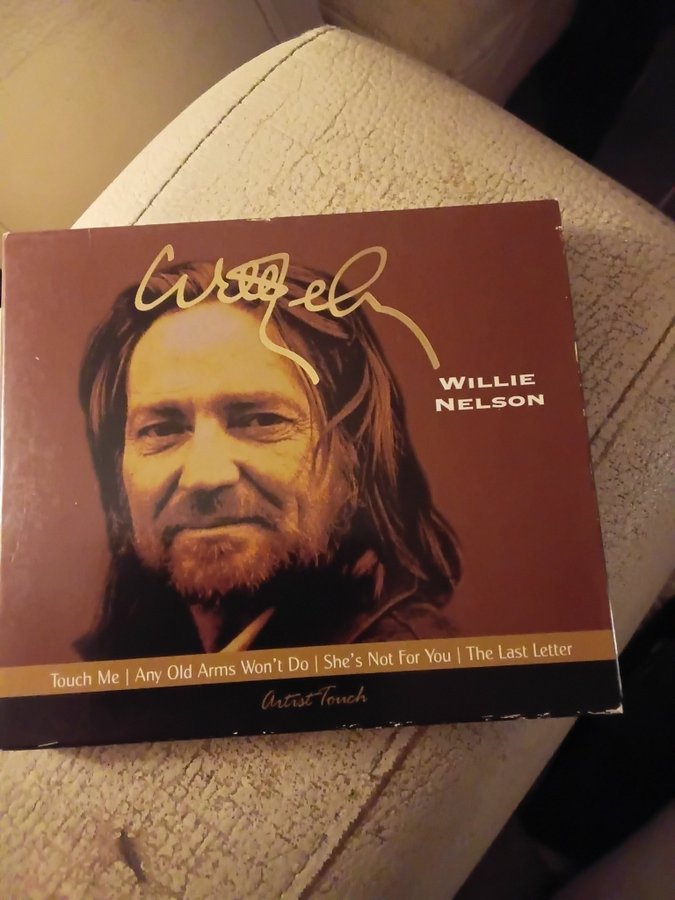 WILLIE
NELSON
Touch Me | Any Old Arms Won't Do | She's Not For You | The Last Letter
Artist Touch